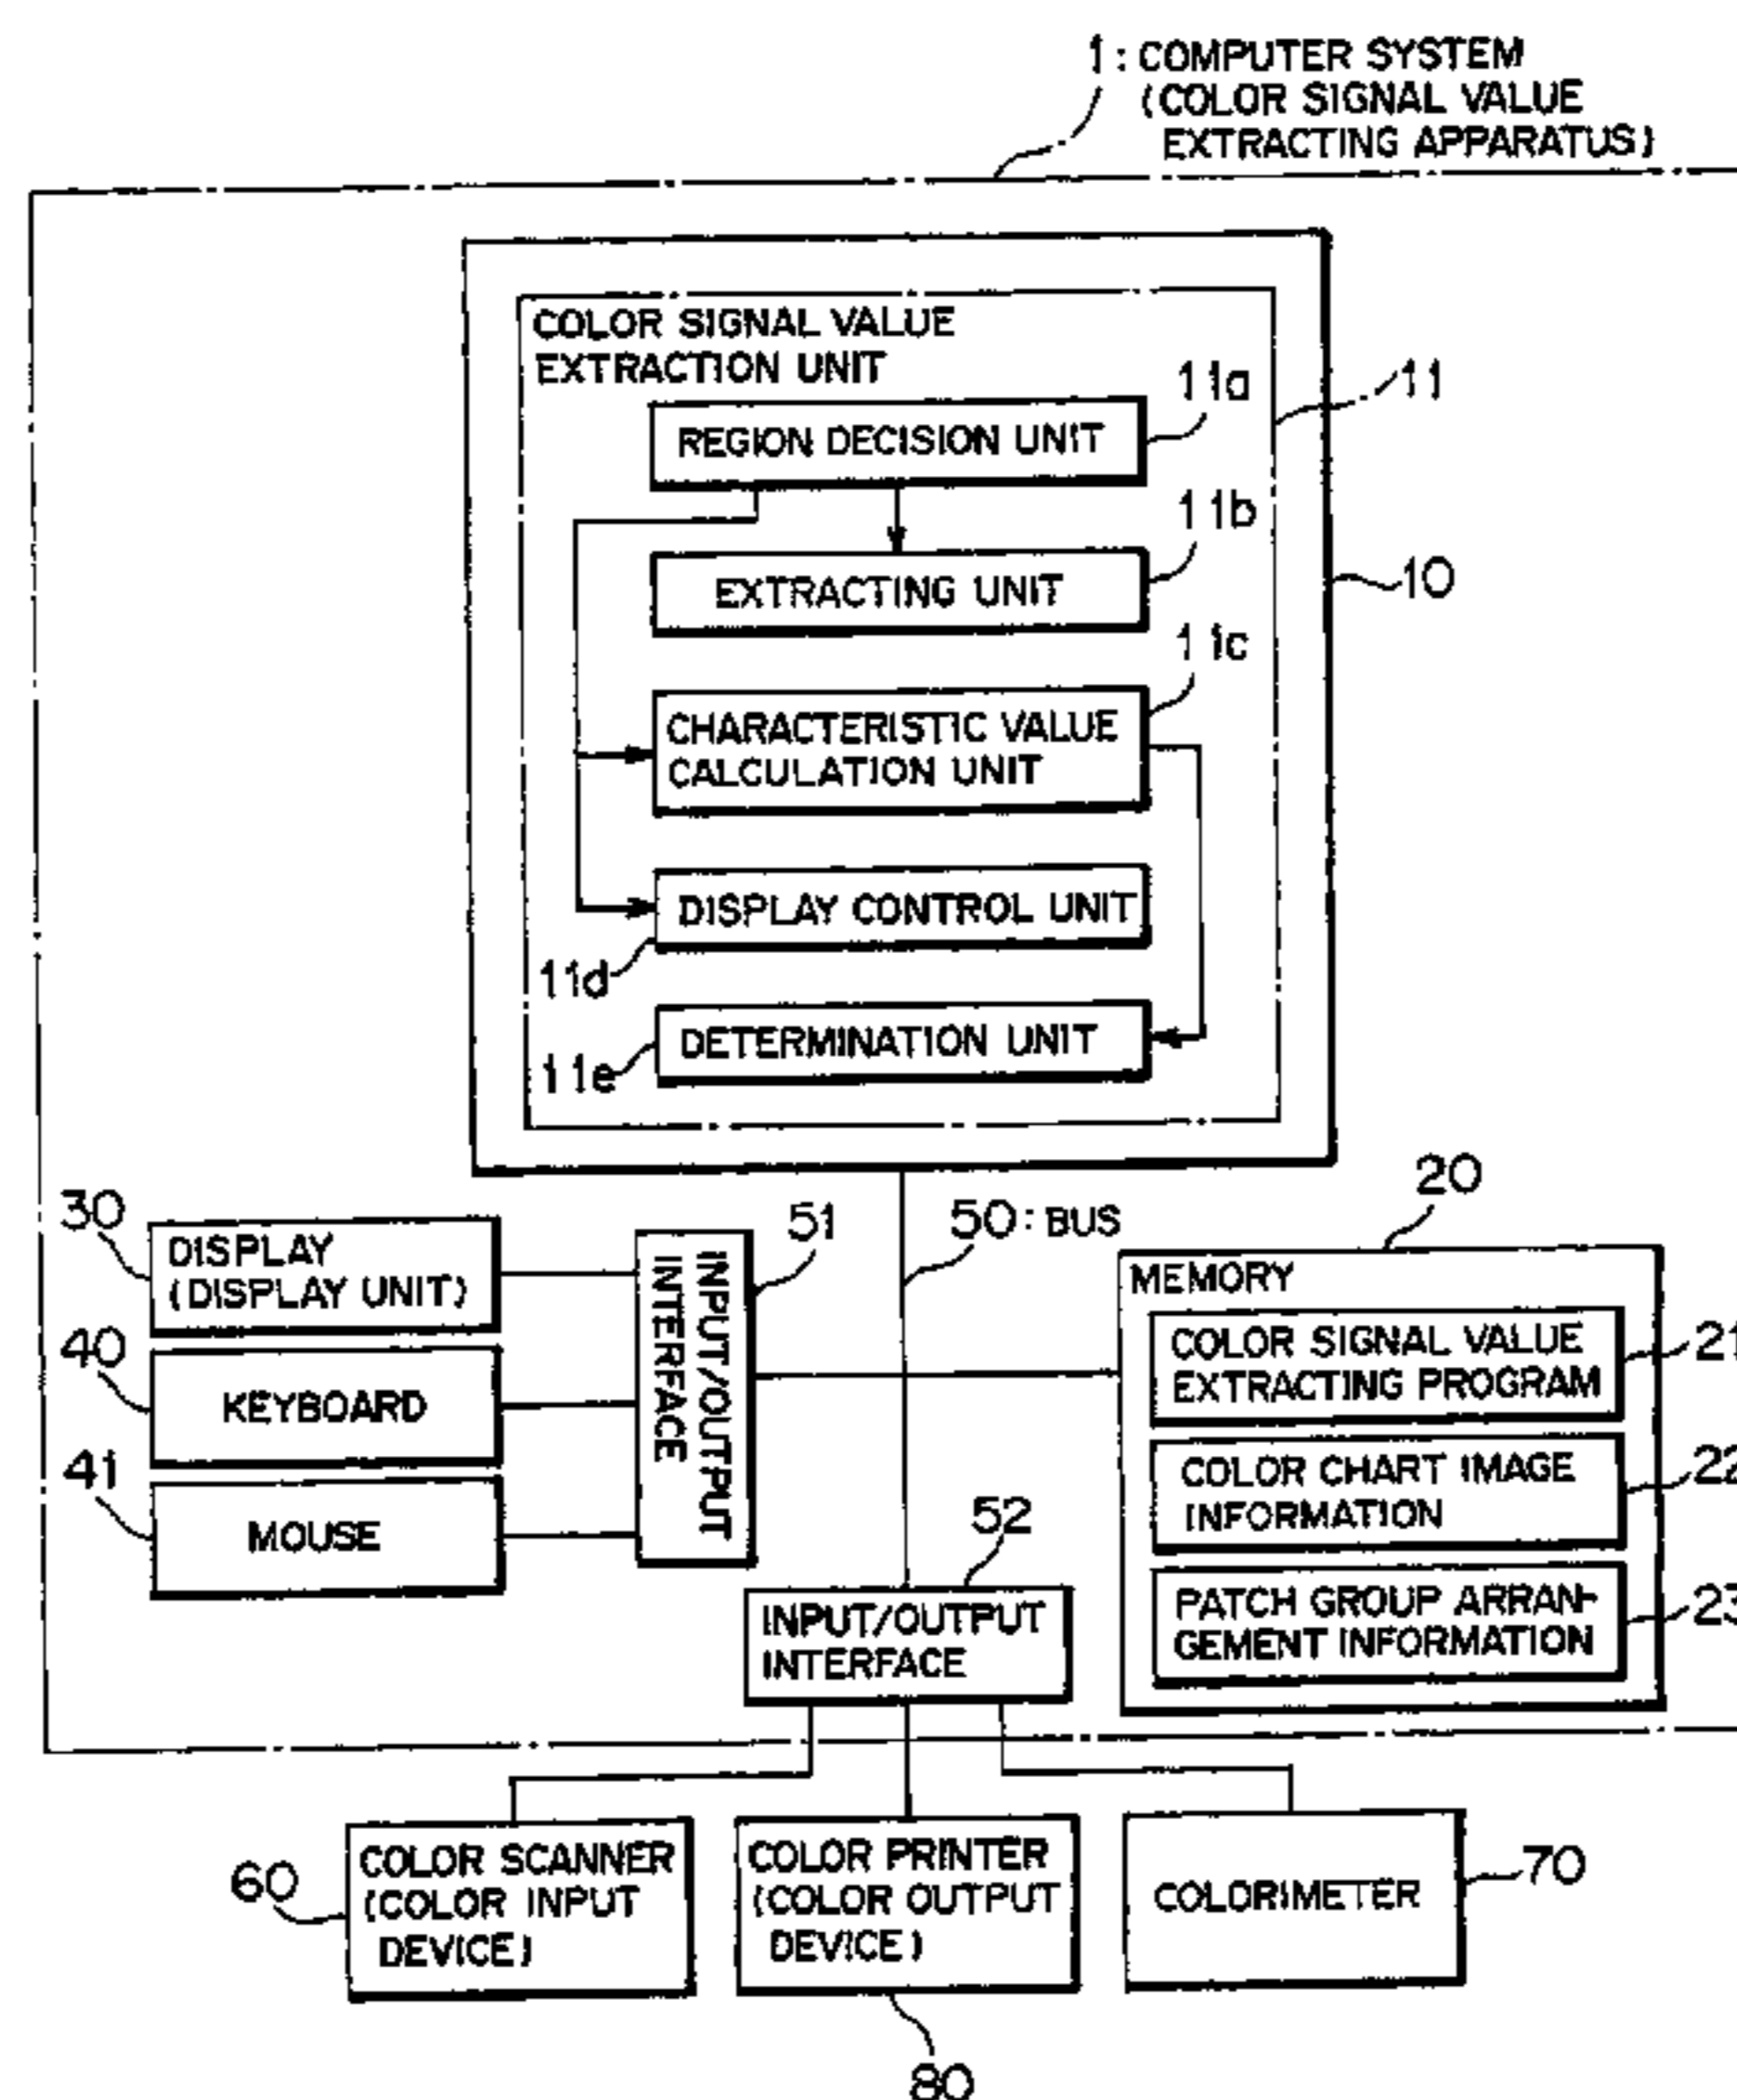 1: COMPUTER SYSTEM
(COLOR SIGNAL VALUE
EXTRACTING APPARATUS)
COLOR SIGNAL VALUE
EXTRACTION UNIT
11a
11
REGION DECISION UNIT
11b
EXTRACTING UNIT
10
11c
CHARACTERISTIC VALUE
CALCULATION UNIT
DISPLAY CONTROL UNIT
11d
DETERMINATION UNIT
11e
30
DISPLAY
(DISPLAY UNIT)
40
KEYBOARD
41
MOUSE
51
INPUT/OUTPUT
INTERFACE
50: BUS
20
MEMORY
COLOR SIGNAL VALUE
EXTRACTING PROGRAM
21
COLOR CHART IMAGE
INFORMATION
22
PATCH GROUP ARRAN-
GEMENT INFORMATION
23
52
INPUT/OUTPUT
INTERFACE
60
COLOR SCANNER
(COLOR INPUT
DEVICE)
COLOR PRINTER
(COLOR OUTPUT
DEVICE)
80
COLORIMETER
70